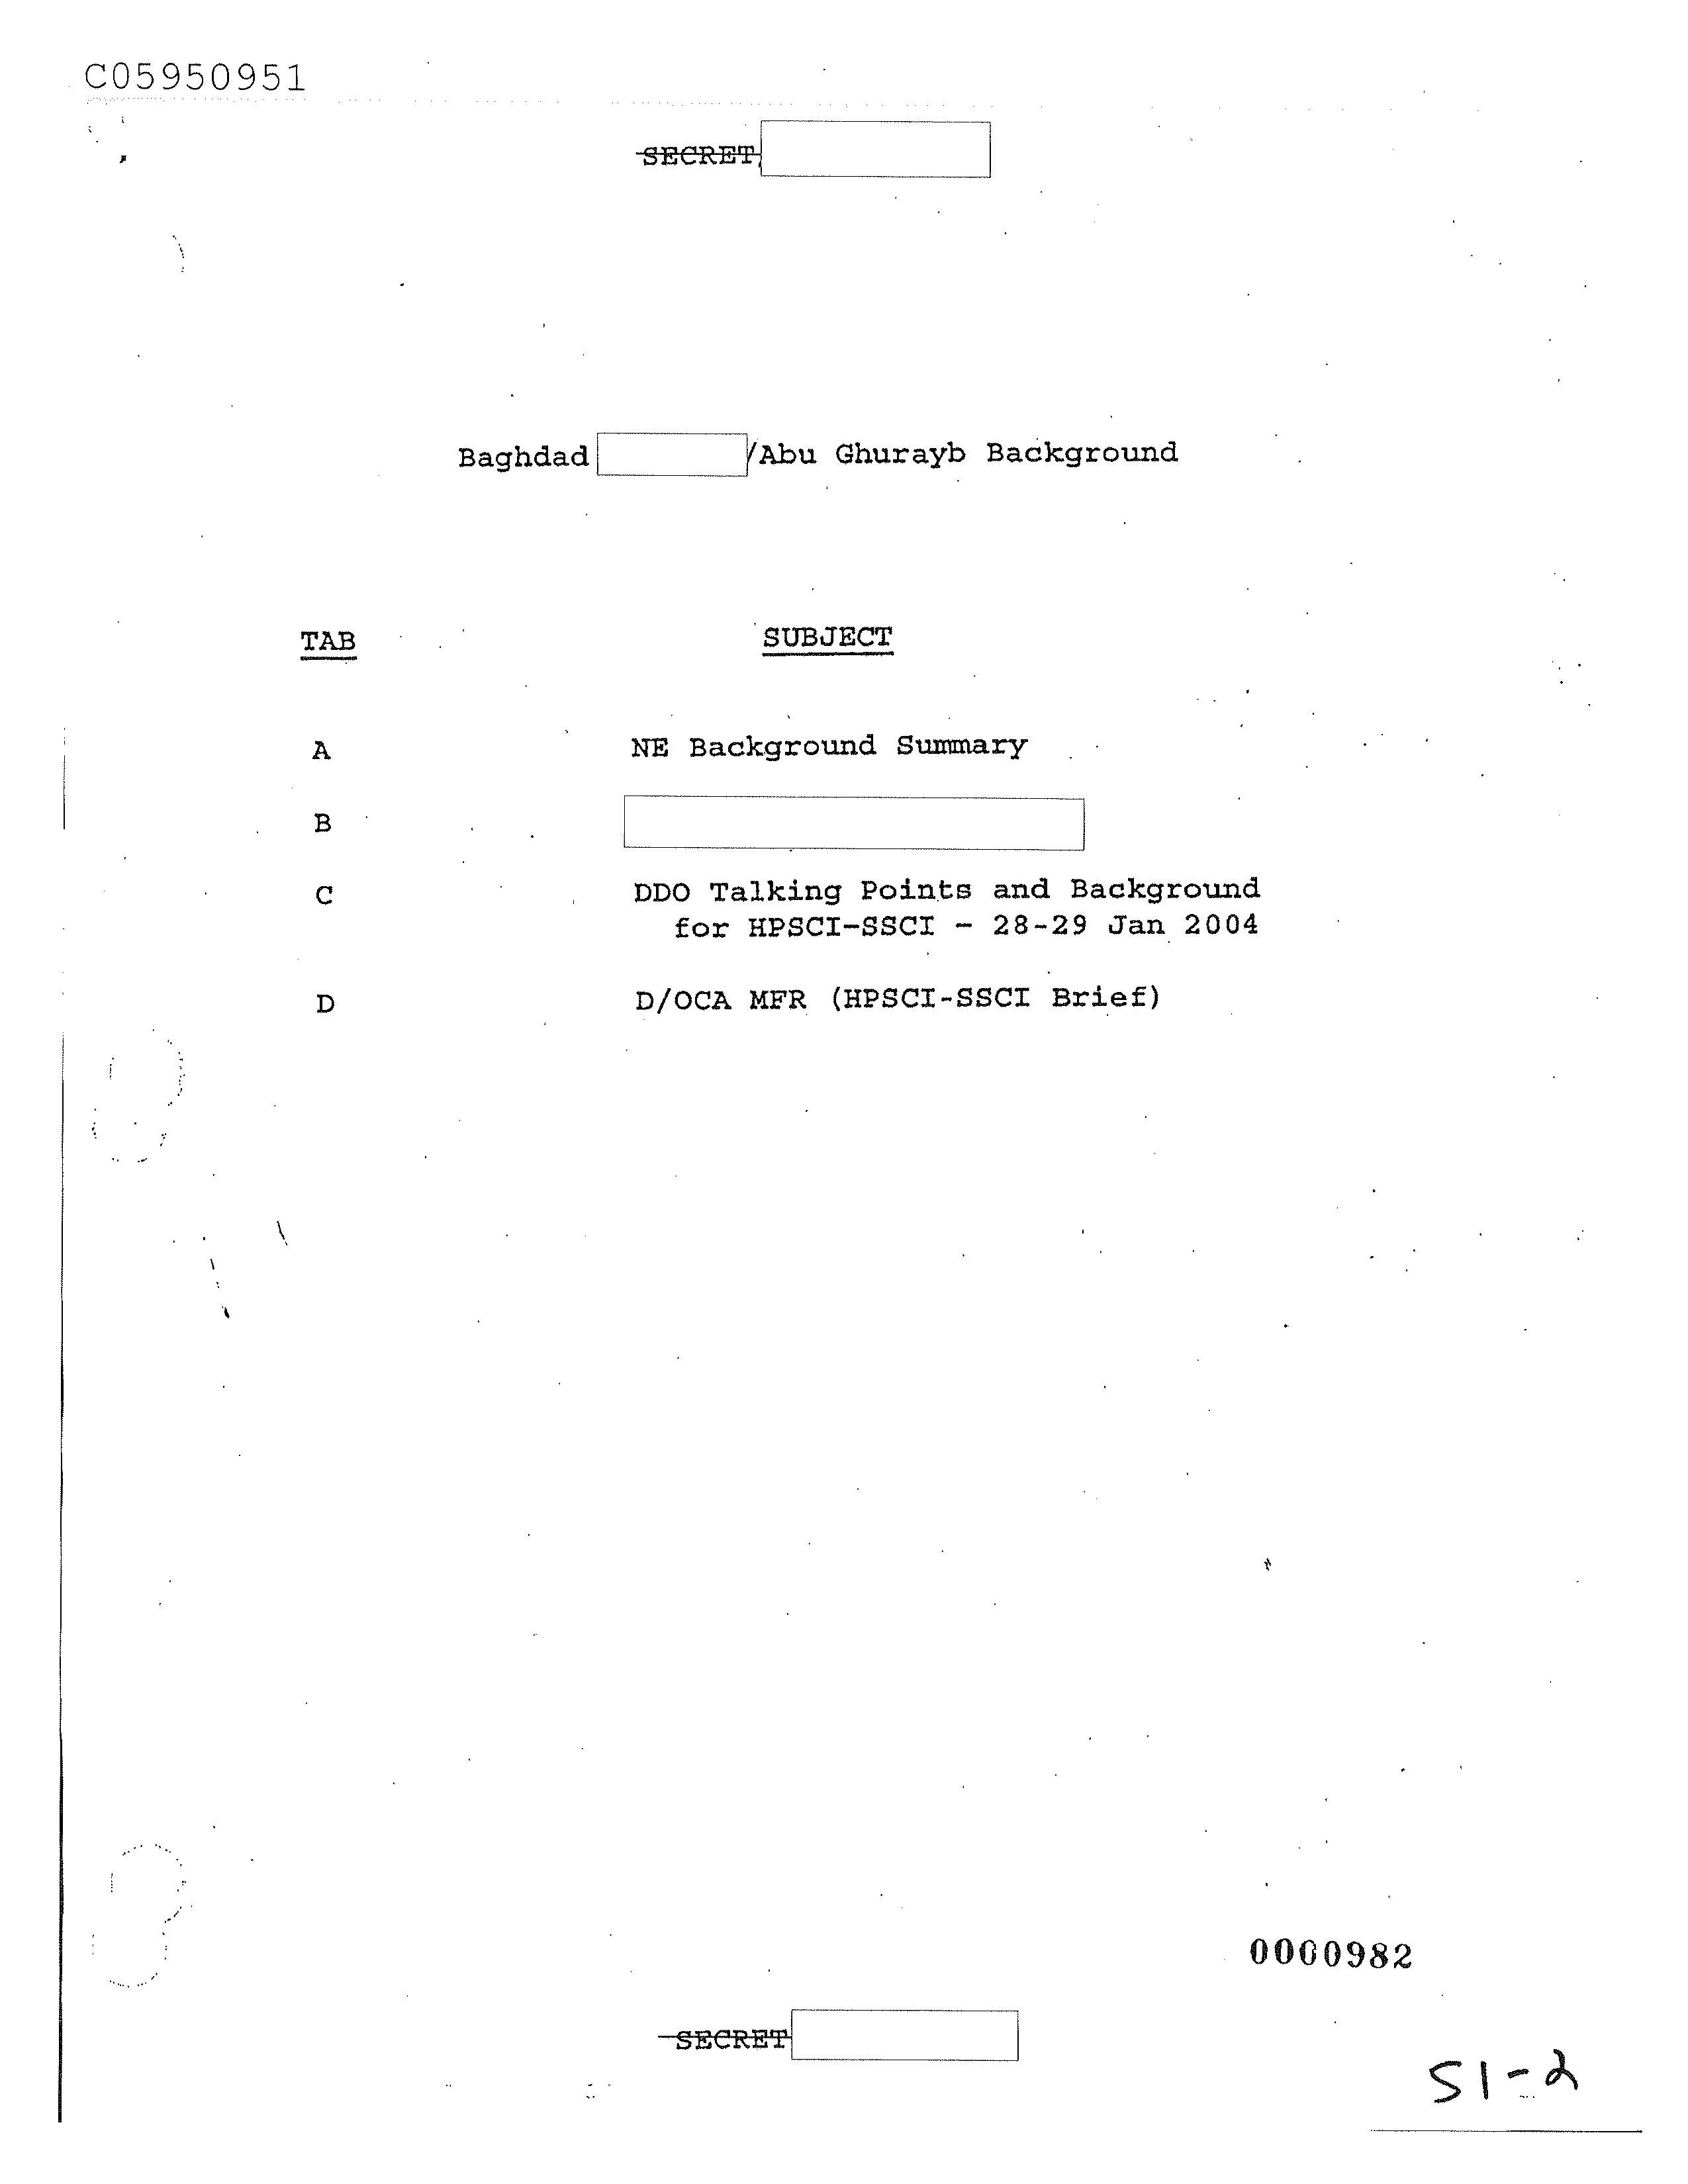 C05950951
SECRET
Baghdad /Abu Ghurayb Background
TAB SUBJECT
A NE Background Summary
B
C DDO Talking Points and Background
for HPSCI-SSCI - 28-29 Jan 2004
D D/OCA MFR (HPSCI-SSCI Brief)
0000982
SECRET
51-2